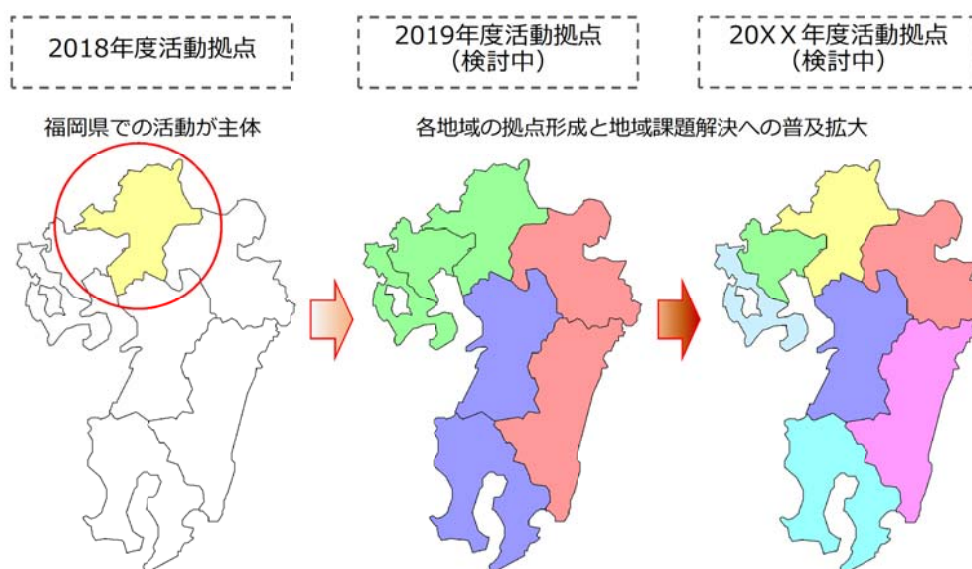 2018年度活動拠点
2019年度活動拠点
(検討中)
20XX年度活動拠点
(検討中)
福岡県での活動が主体
各地域の拠点形成と地域課題解決への普及拡大